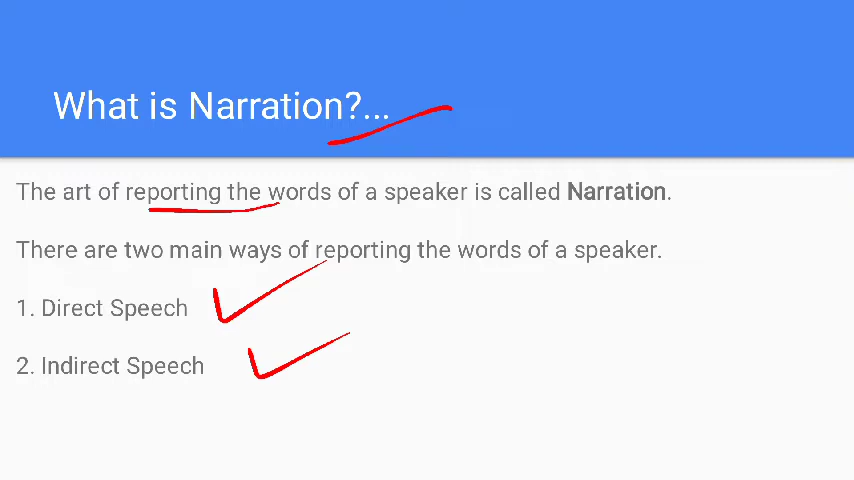 What is Narration?...
The art of reporting the words of a speaker is called Narration.
There are two main ways of reporting the words of a speaker.
1. Direct Speech
2. Indirect Speech